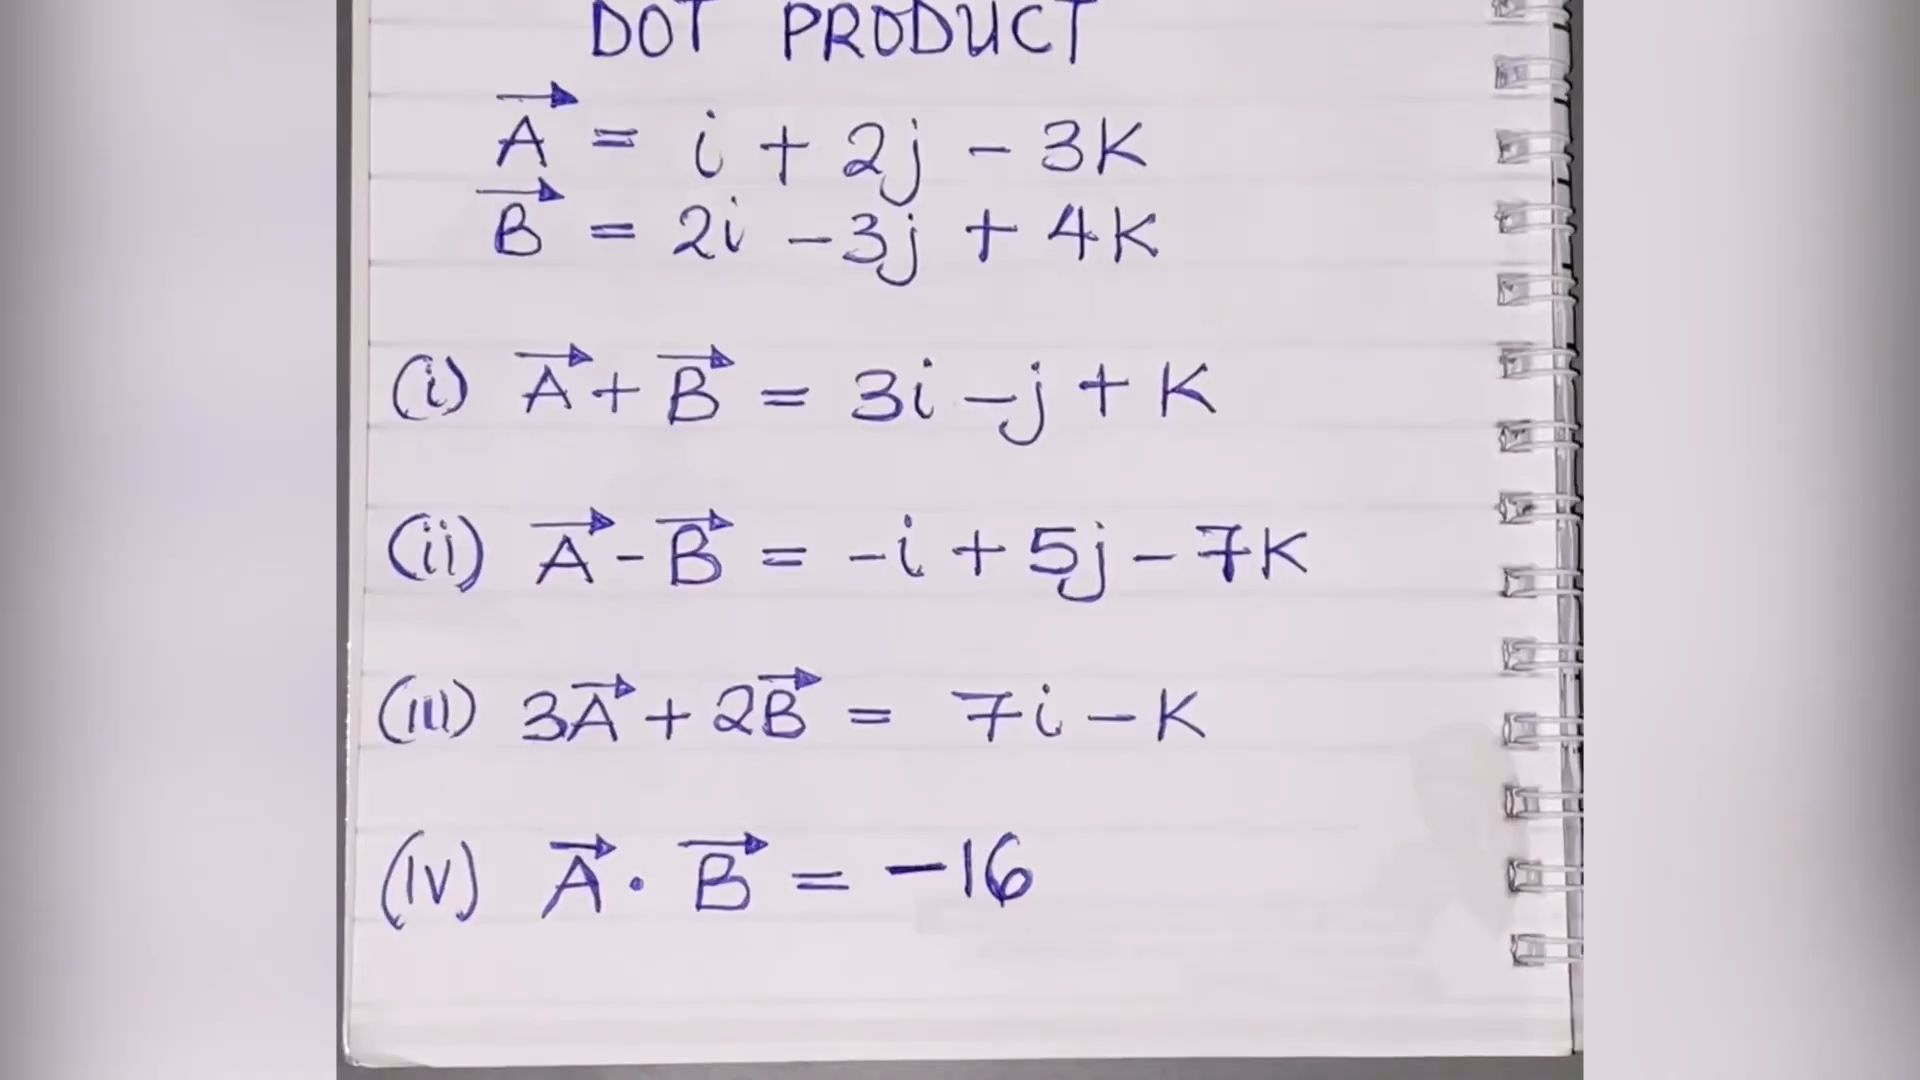 DOT PRODUCT
A⃗ = i + 2j - 3K
B⃗ = 2i - 3j + 4K
(i) A⃗ + B⃗ = 3i - j + K
(ii) A⃗ - B⃗ = -i + 5j - 7K
(iii) 3A⃗ + 2B⃗ = 7i - K
(iv) A⃗ · B⃗ = -16